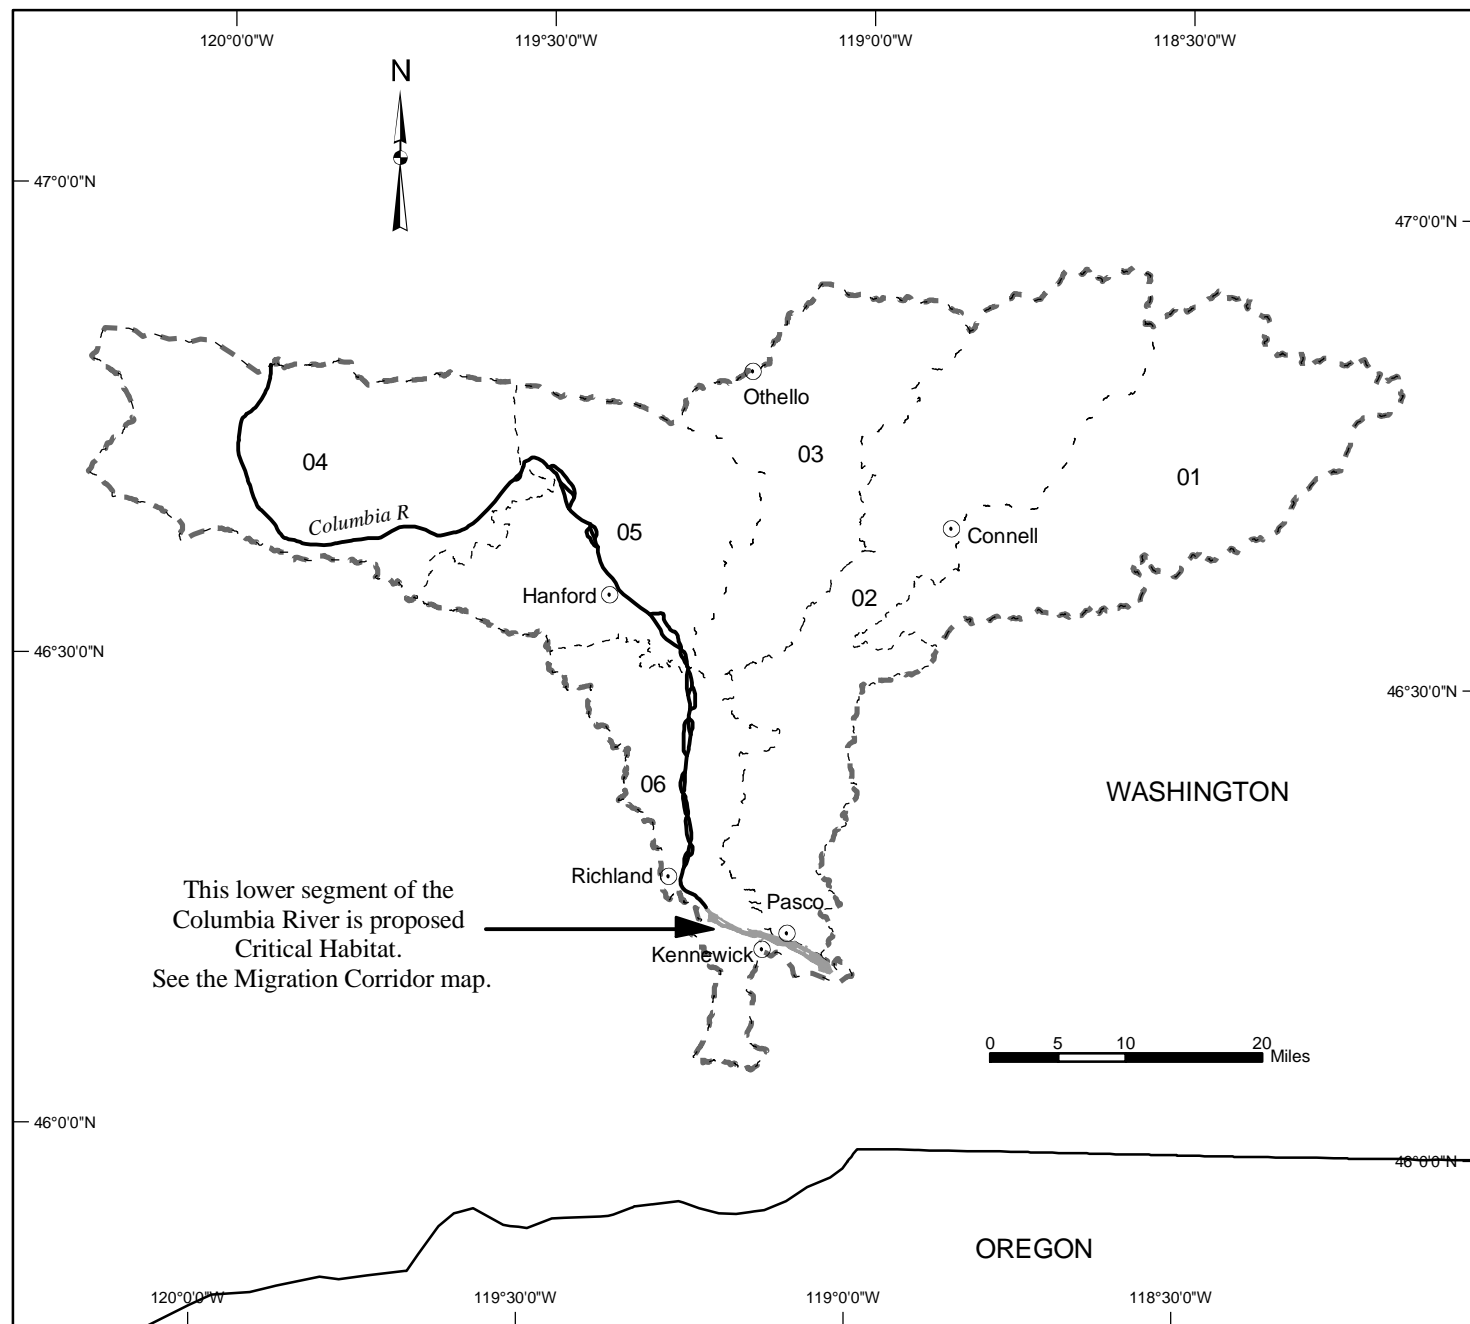 120°0'0"W
119°30'0"W
119°0'0"W
118°30'0"W
N
47°0'0"N
47°0'0"N
Othello
03
04
01
Columbia R
05
Connell
Hanford
02
46°30'0"N
46°30'0"N
06
WASHINGTON
Richland
This lower segment of the
Columbia River is proposed
Critical Habitat.
See the Migration Corridor map.
Pasco
Kennewick
0 5 10 20
Miles
46°0'0"N
46°0'0"N
OREGON
120°0'0"W
119°30'0"W
119°0'0"W
118°30'0"W